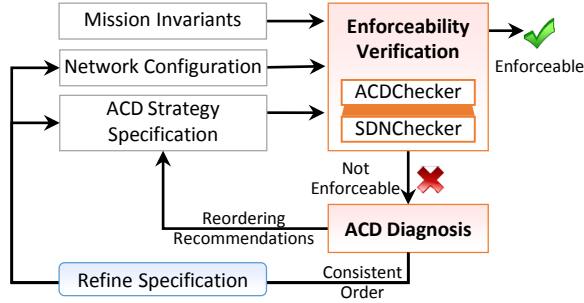 Mission Invariants
Network Configuration
ACD Strategy
Specification
Enforceability
Verification
ACDChecker
SDNChecker
Enforceable
Not
Enforceable
Reordering
Recommendations
ACD Diagnosis
Refine Specification
Consistent
Order